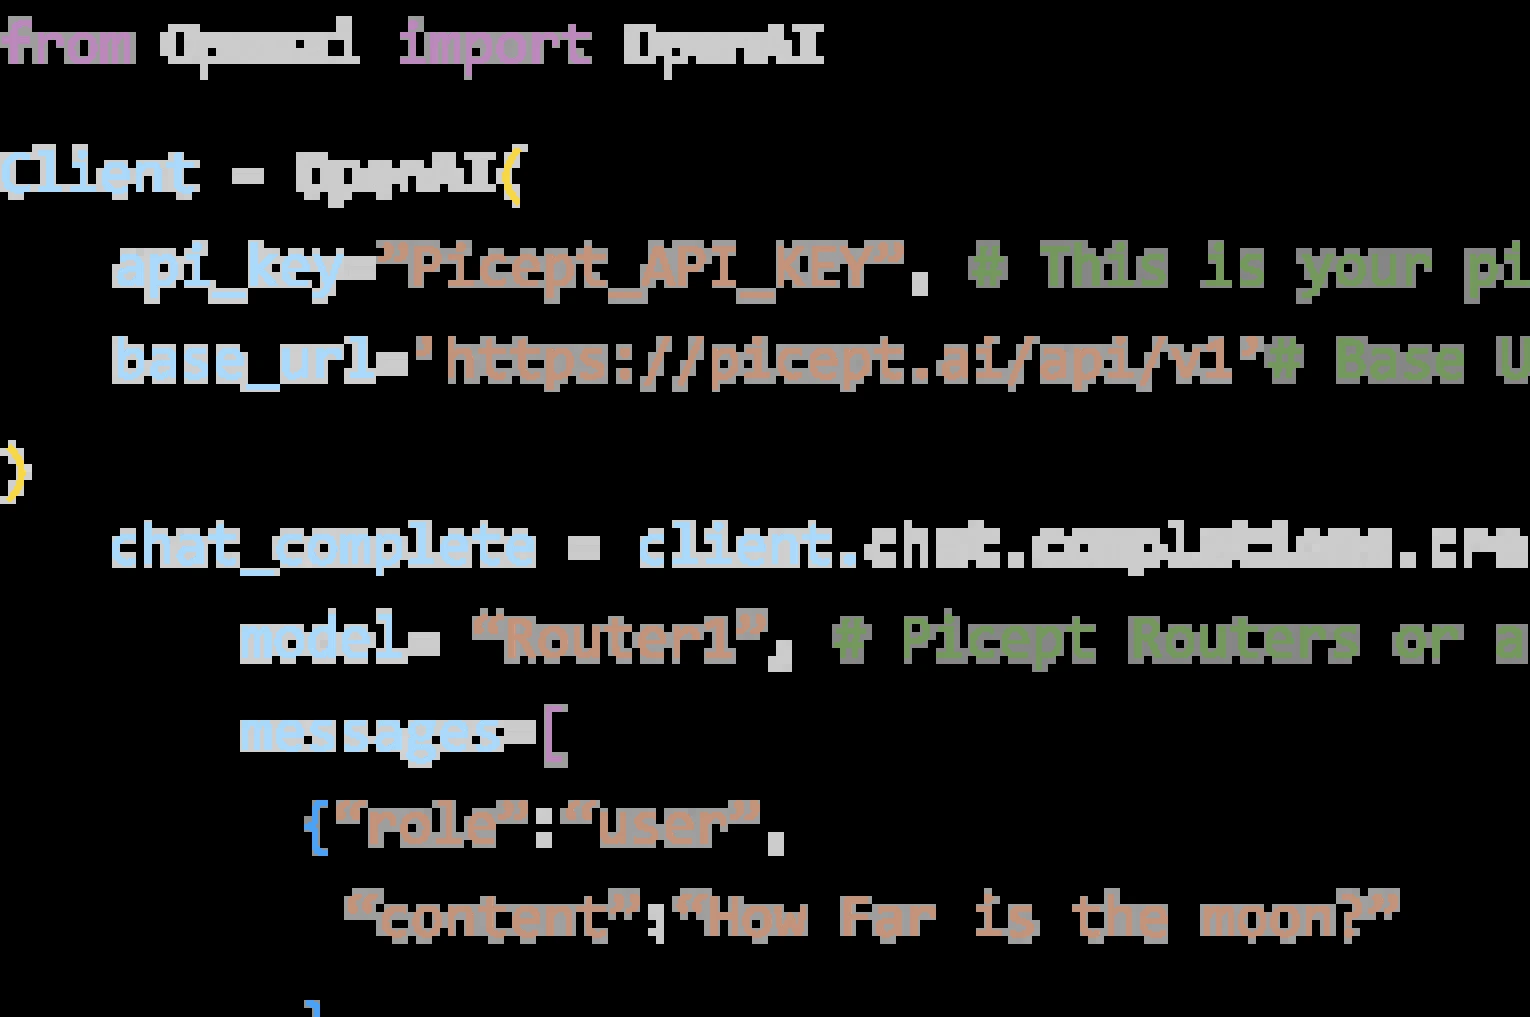 from Openal import OpenAI
Client = OpenAI(
api_key=”Picept_API_KEY”, # This is your pi
base_url='https://picept.ai/api/v1’# Base U
)
chat_complete = client.chat.completions.cre
model= “Router1”, # Picept Routers or a
messages=[
{“role”:“user”,
“content”:“How Far is the moon?”